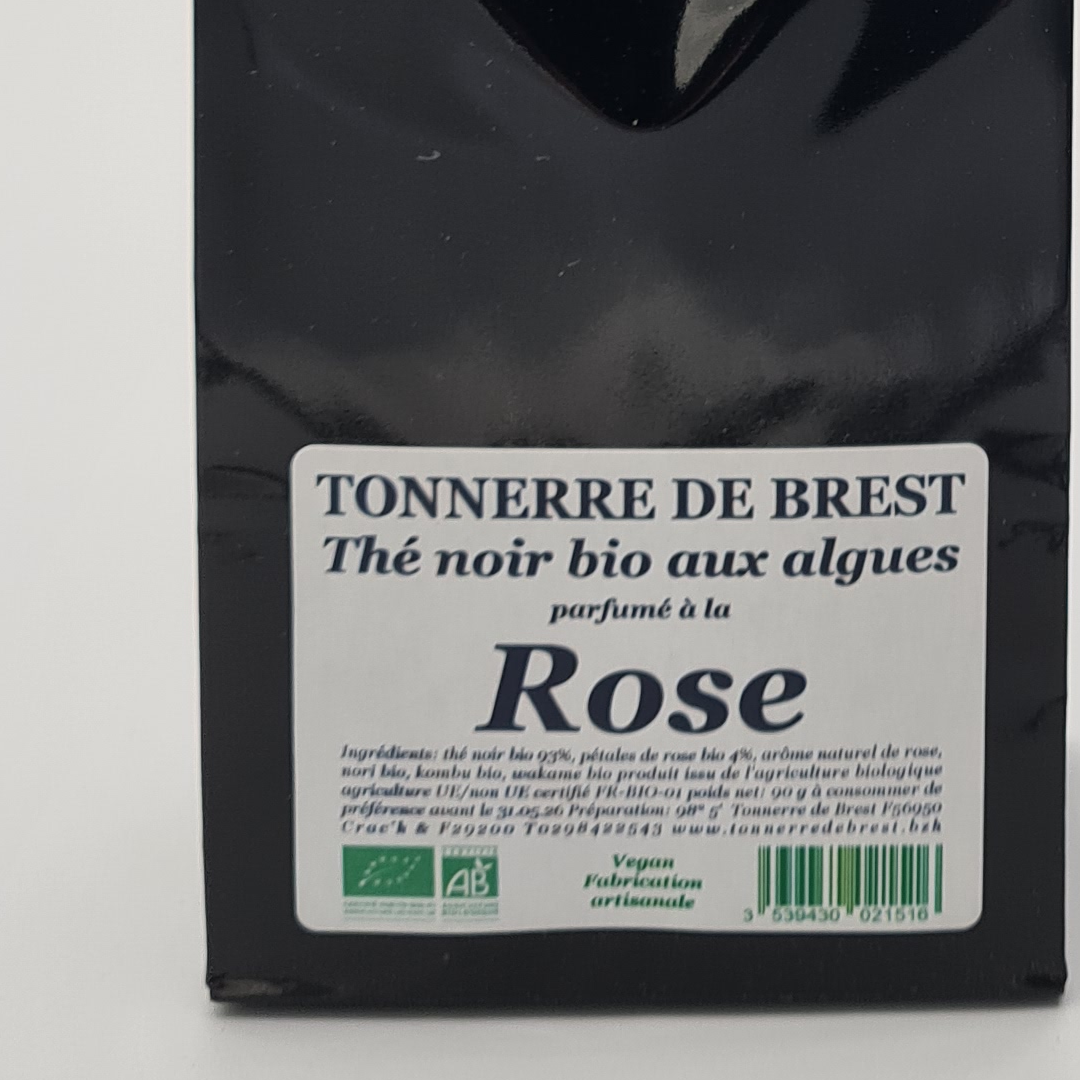 TONNERRE DE BREST
Thé noir bio aux algues
parfumé à la
Rose
Ingrédients: thé noir bio 93%, pétales de rose bio 4%, arôme naturel de rose,
nori bio, kombu bio, wakame bio produit issu de l'agriculture biologique
agriculture UE/non UE certifié FR-BIO-01 poids net: 90 g à consommer de
préférence avant le 31.05.26 Préparation: 98° 5' Tonnerre de Brest F56950
Crac'h & F29200 T0298422543 www.tonnerredebrest.bzh
AB
Vegan
Fabrication
artisanale
3 539430 021516